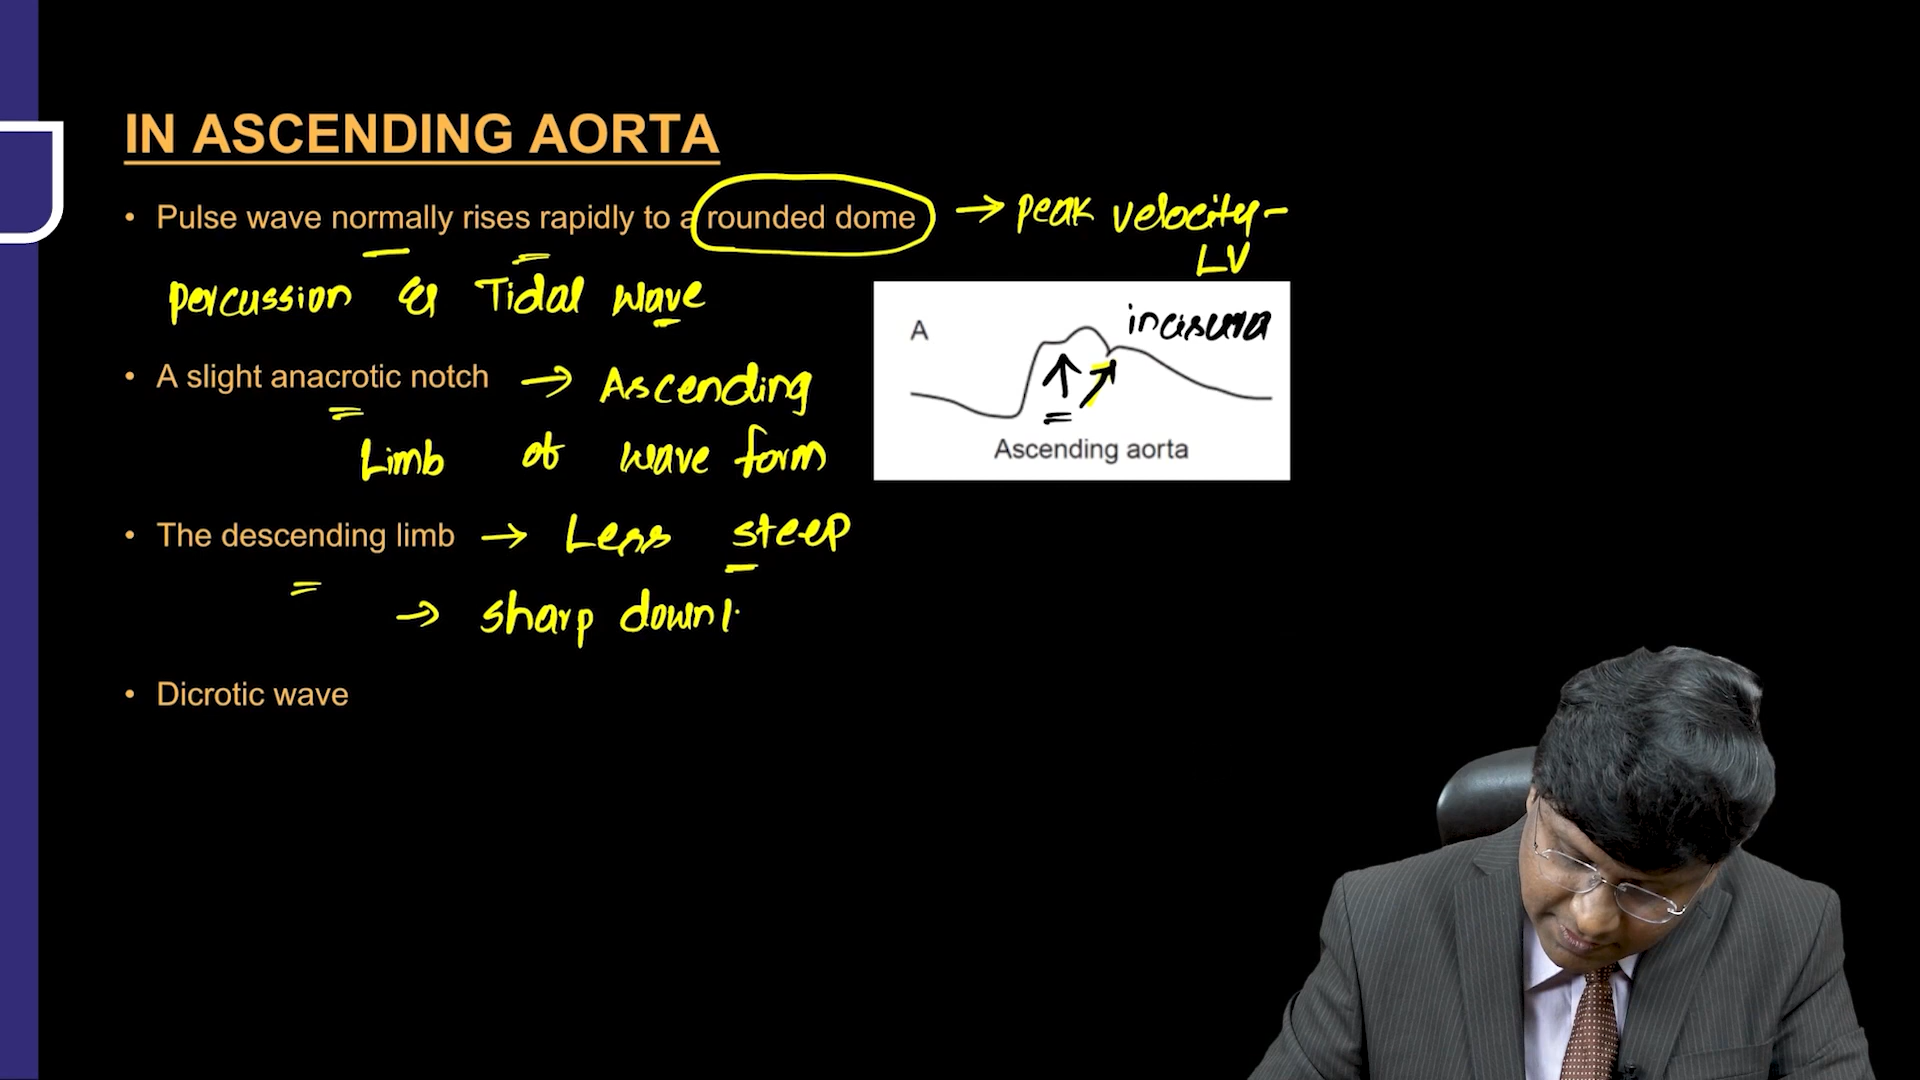 IN ASCENDING AORTA
• Pulse wave normally rises rapidly to a rounded dome → Peak velocity -
LV
percussion & Tidal wave
A incisura
• A slight anacrotic notch → Ascending
Limb of wave form
Ascending aorta
• The descending limb → Less steep
→ sharp down
• Dicrotic wave